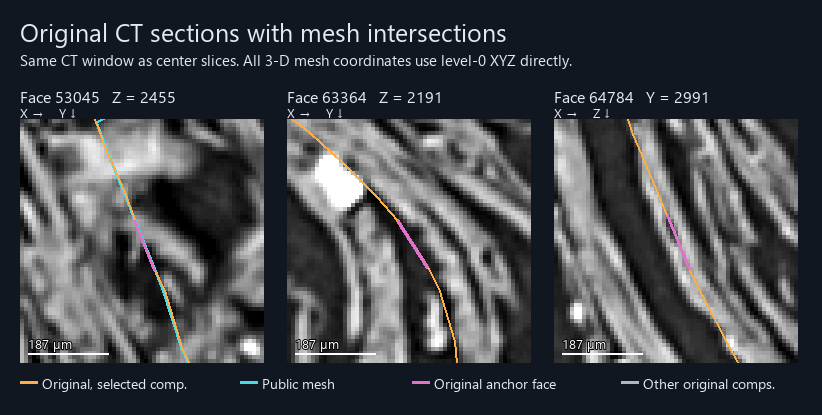 Original CT sections with mesh intersections
Same CT window as center slices. All 3-D mesh coordinates use level-0 XYZ directly.
Face 53045 Z = 2455
X → Y ↓
Face 63364 Z = 2191
X → Y ↓
Face 64784 Y = 2991
X → Z ↓
187 µm
187 µm
187 µm
Original, selected comp.
Public mesh
Original anchor face
Other original comps.